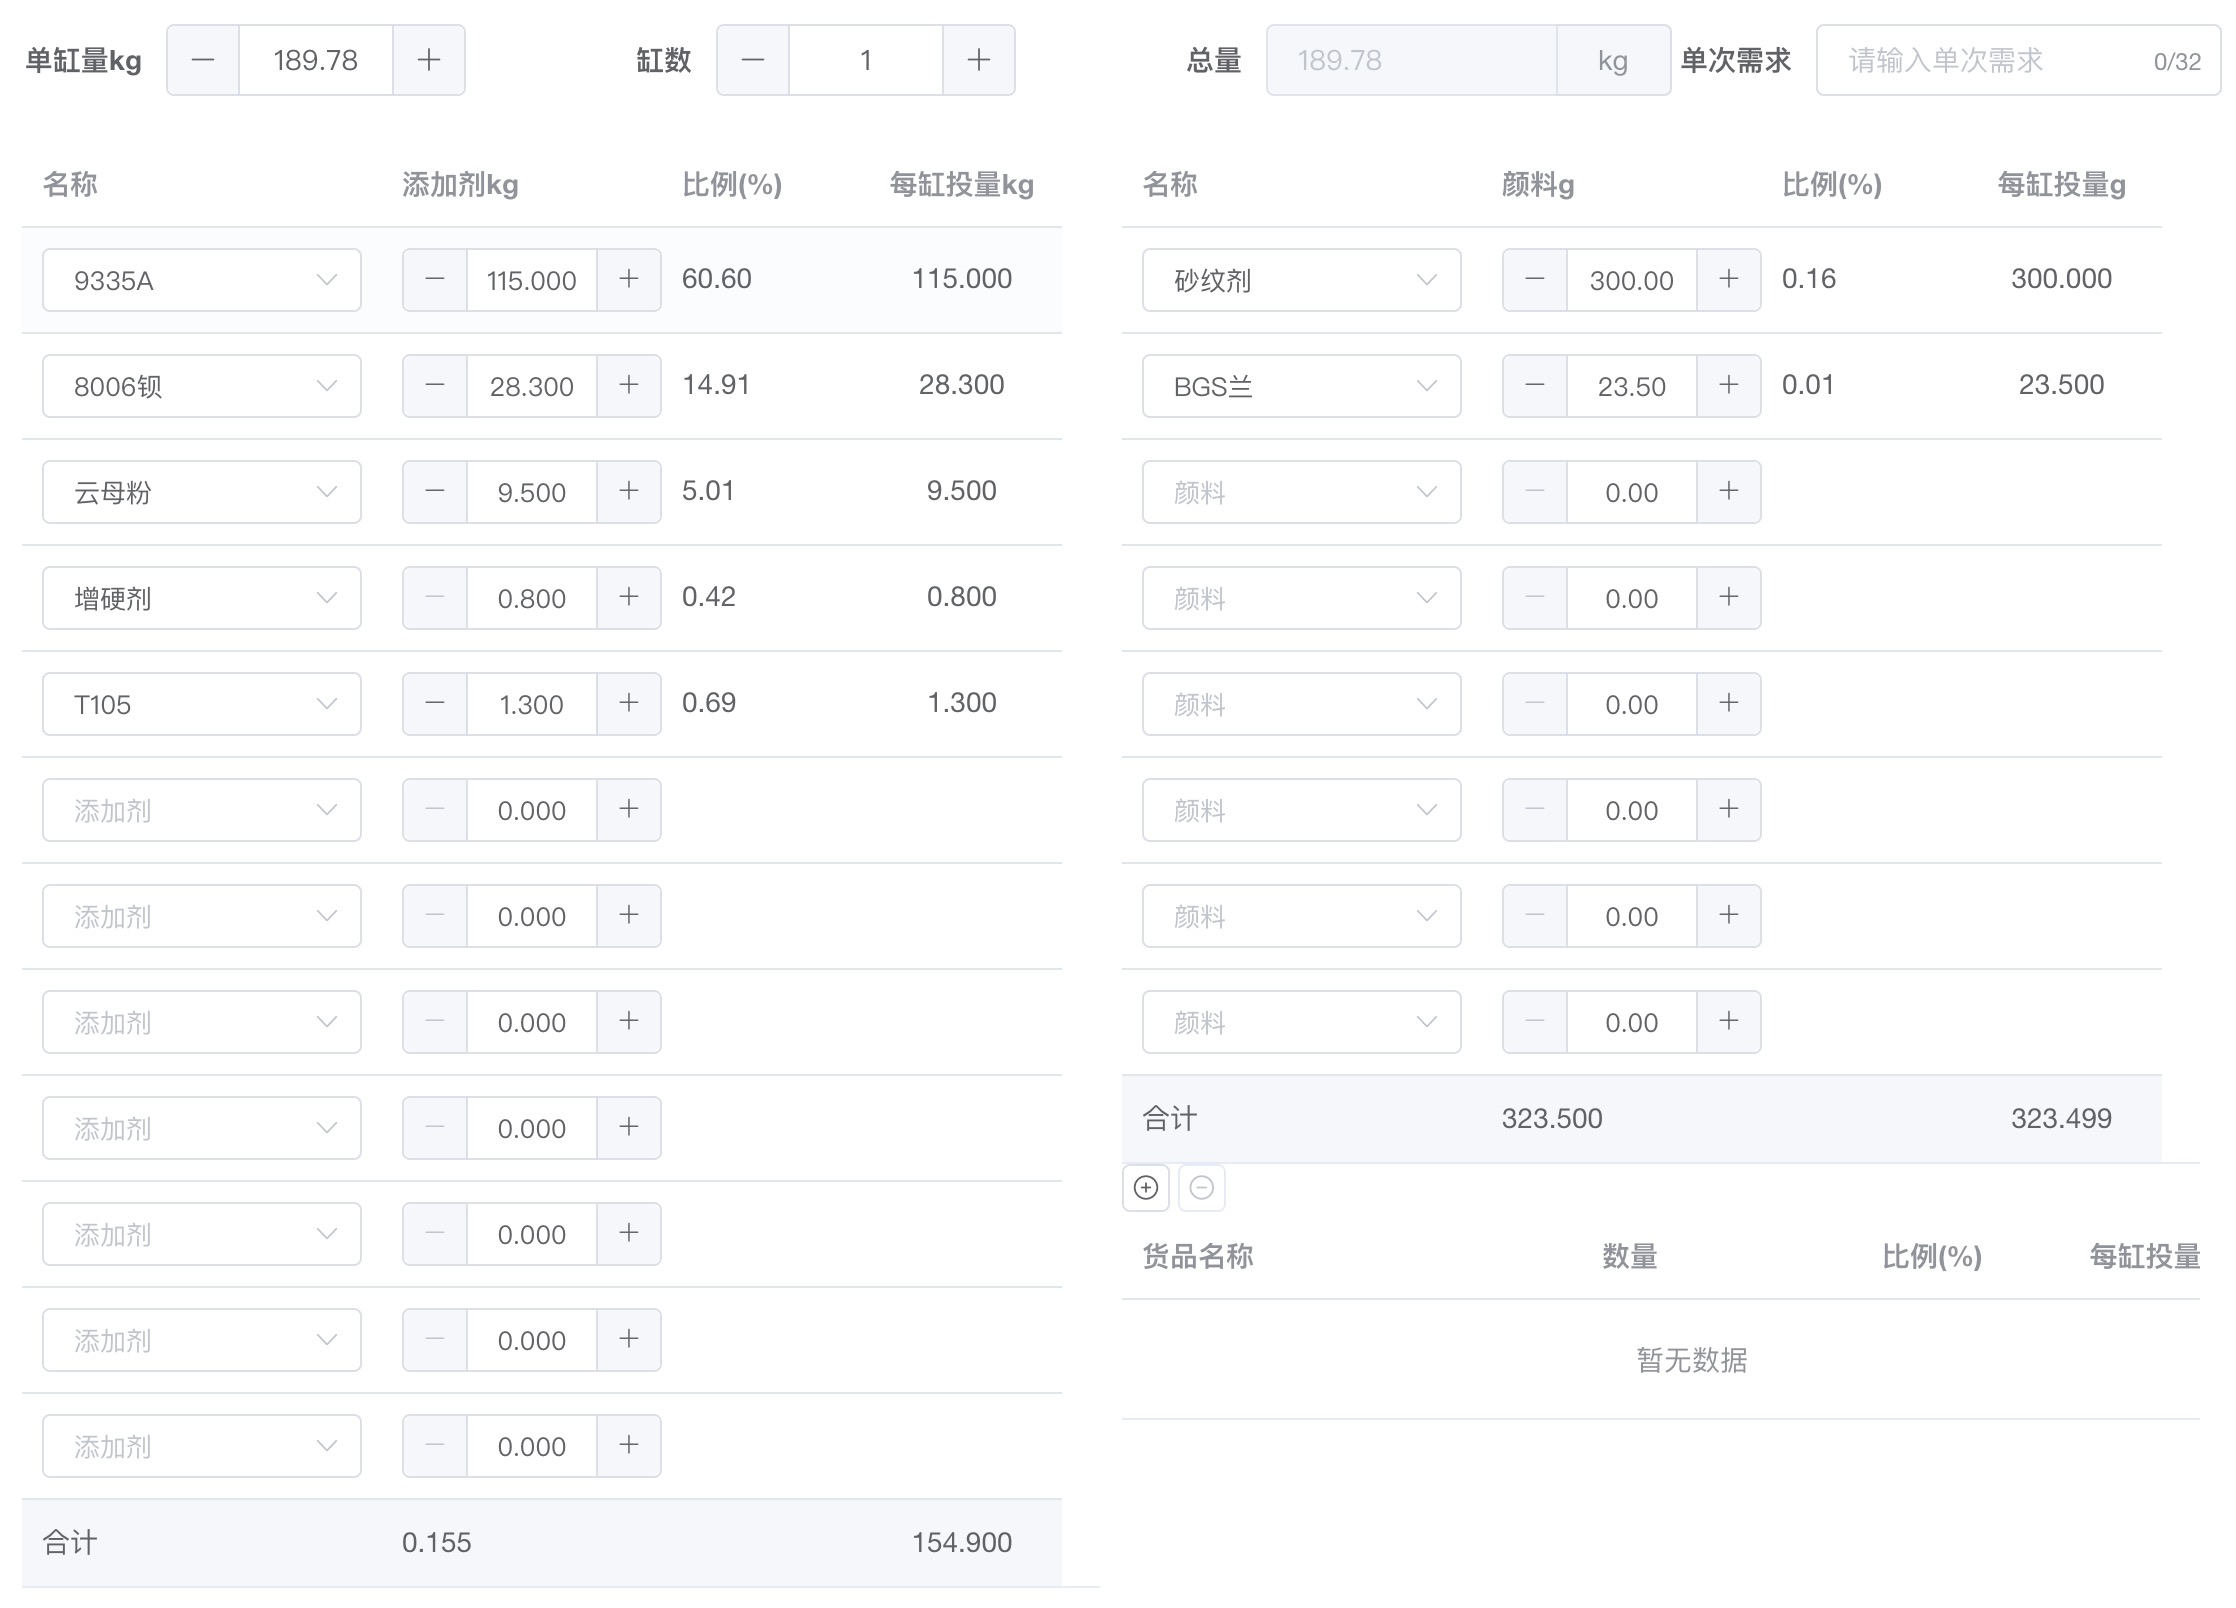 单缸量kg 189.78 缸数 1 总量 189.78 kg 单次需求 请输入单次需求 0/32
名称 添加剂kg 比例(%) 每缸投量kg
9335A 115.000 60.60 115.000
8006钡 28.300 14.91 28.300
云母粉 9.500 5.01 9.500
增硬剂 0.800 0.42 0.800
T105 1.300 0.69 1.300
添加剂 0.000
添加剂 0.000
添加剂 0.000
添加剂 0.000
添加剂 0.000
添加剂 0.000
添加剂 0.000
合计 0.155 154.900
名称 颜料g 比例(%) 每缸投量g
砂纹剂 300.00 0.16 300.000
BGS兰 23.50 0.01 23.500
颜料 0.00
颜料 0.00
颜料 0.00
颜料 0.00
颜料 0.00
颜料 0.00
合计 323.500 323.499
货品名称 数量 比例(%) 每缸投量
暂无数据